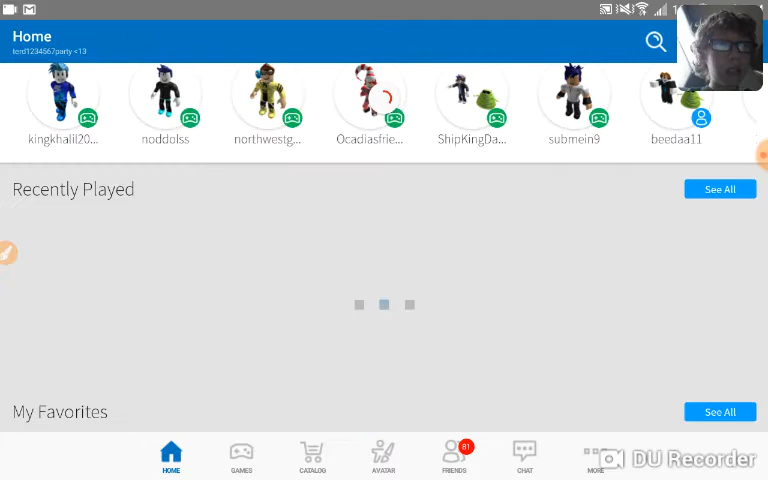 Home
terd1234567party <13
kingkhalil20...
noddolss
northwestg...
Ocadiasfrie...
ShipKingDa...
submein9
beedaa11
Recently Played
See All
My Favorites
See All
HOME
GAMES
CATALOG
AVATAR
81
FRIENDS
CHAT
MORE
DU Recorder